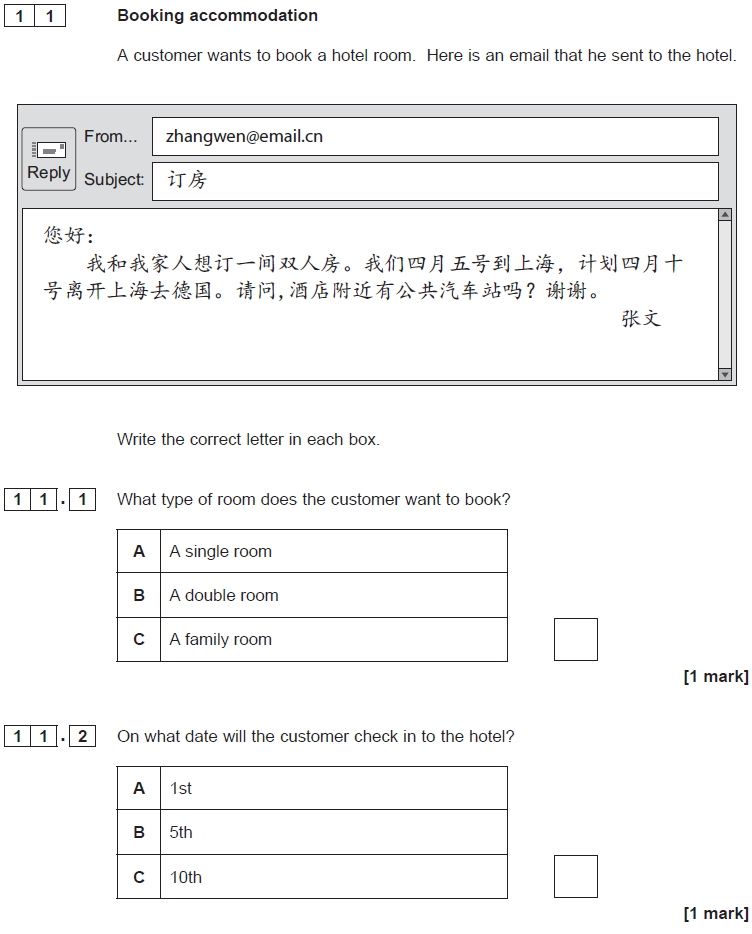 1 1 Booking accommodation
A customer wants to book a hotel room. Here is an email that he sent to the hotel.
From... zhangwen@email.cn
Reply
Subject: 订房
您好：
我和我家人想订一间双人房。我们四月五号到上海，计划四月十
号离开上海去德国。请问,酒店附近有公共汽车站吗？谢谢。
张文
Write the correct letter in each box.
1 1 . 1 What type of room does the customer want to book?
A A single room
B A double room
C A family room
[1 mark]
1 1 . 2 On what date will the customer check in to the hotel?
A 1st
B 5th
C 10th
[1 mark]